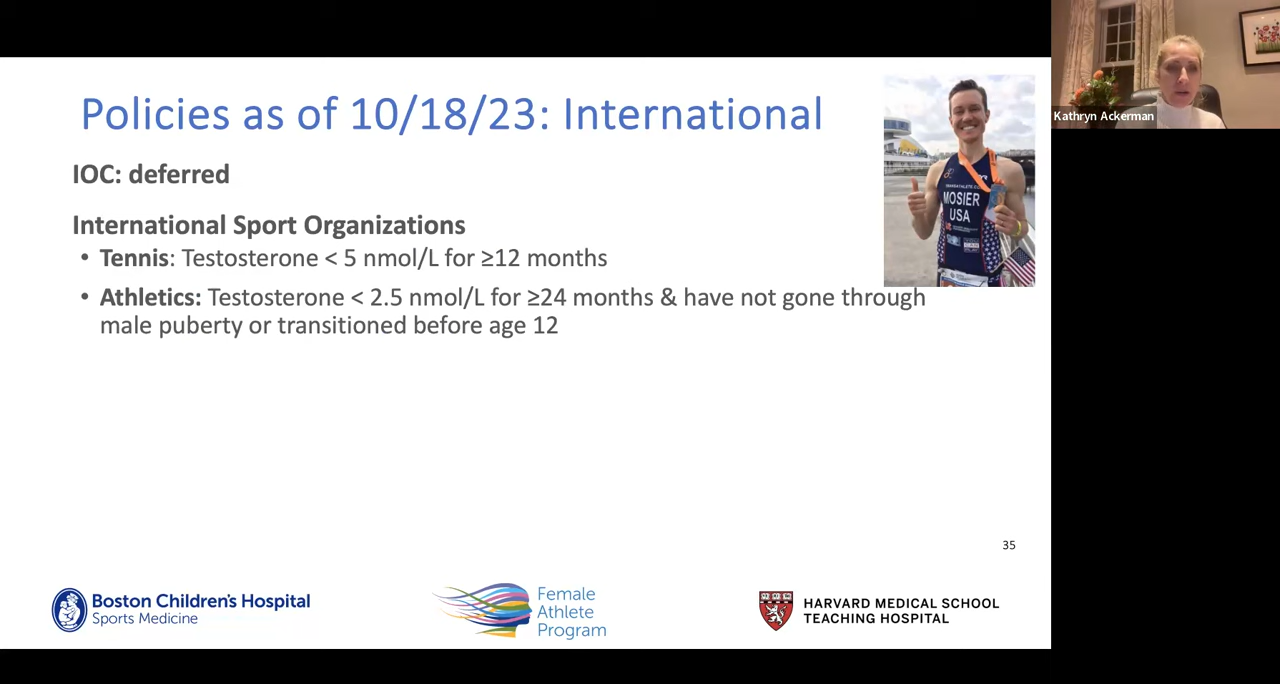 Policies as of 10/18/23: International
IOC: deferred
International Sport Organizations
• Tennis: Testosterone < 5 nmol/L for ≥12 months
• Athletics: Testosterone < 2.5 nmol/L for ≥24 months & have not gone through
male puberty or transitioned before age 12
MOSIER
USA
Kathryn Ackerman
35
Boston Children's Hospital
Sports Medicine
Female
Athlete
Program
HARVARD MEDICAL SCHOOL
TEACHING HOSPITAL